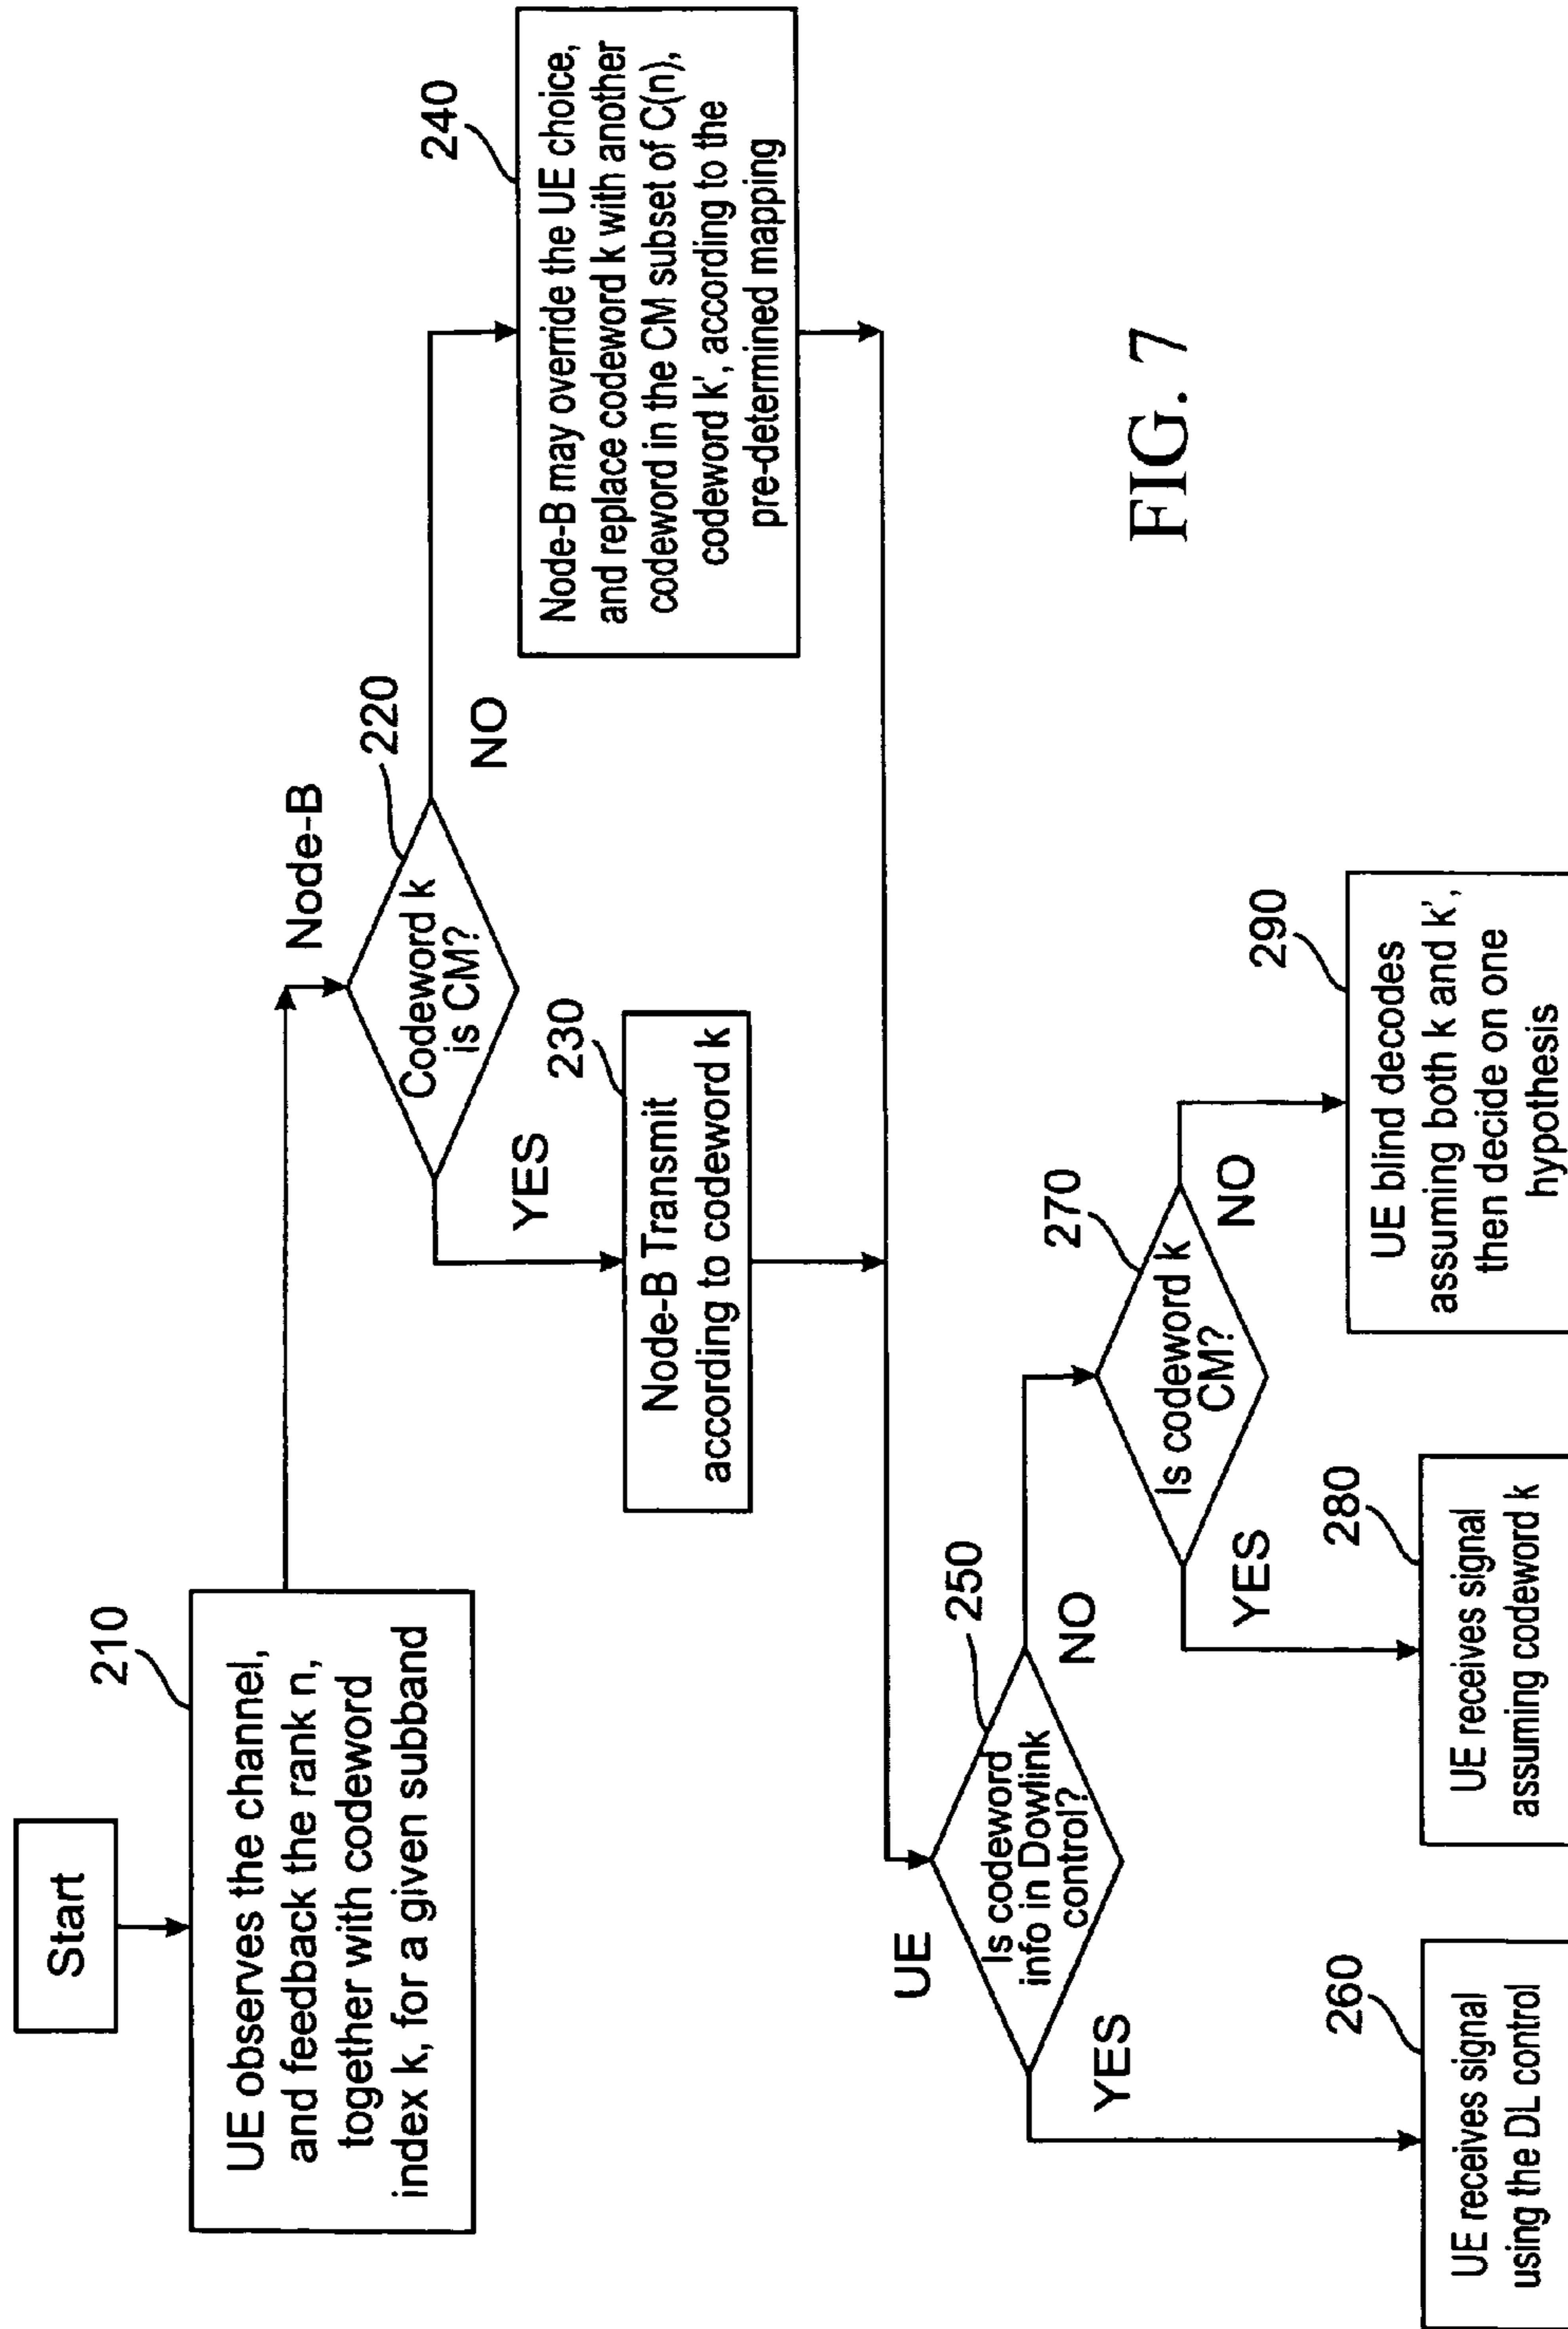 Start
210
UE observes the channel,
and feedback the rank n,
together with codeword
index k, for a given subband
Node-B
220
Codeword k
is CM?
YES
NO
230
Node-B Transmit
according to codeword k
240
Node-B may override the UE choice,
and replace codeword k with another
codeword in the CM subset of C(n),
codeword k', according to the
pre-determined mapping
UE
250
Is codeword
info in Dowlink
control?
YES
NO
260
UE receives signal
using the DL control
270
Is codeword k
CM?
YES
NO
280
UE receives signal
assuming codeword k
290
UE blind decodes
assuming both k and k',
then decide on one
hypothesis
FIG. 7